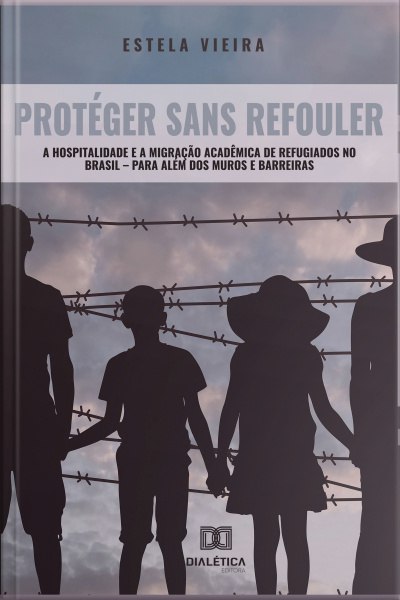 ESTELA VIEIRA
PROTÉGER SANS REFOULER
A HOSPITALIDADE E A MIGRAÇÃO ACADÊMICA DE REFUGIADOS NO
BRASIL – PARA ALÉM DOS MUROS E BARREIRAS
DIALÉTICA
EDITORA